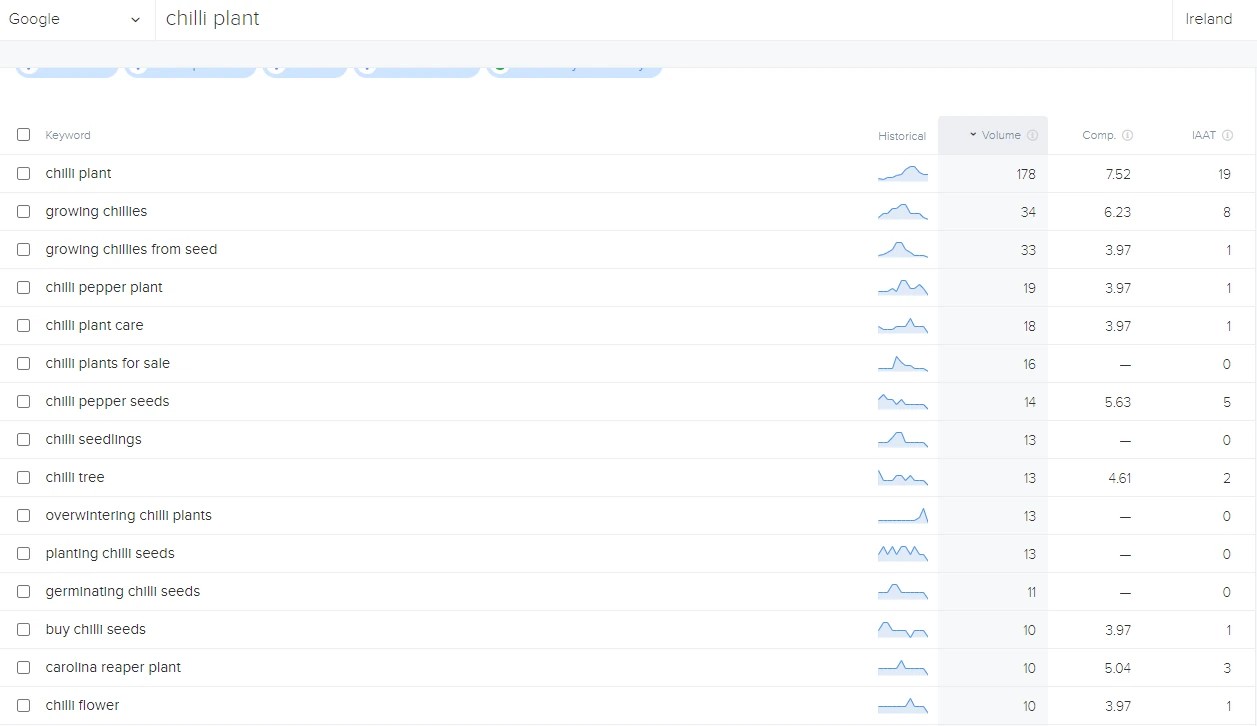 Google chilli plant Ireland
Keyword Historical Volume Comp. IAAT
chilli plant 178 7.52 19
growing chillies 34 6.23 8
growing chillies from seed 33 3.97 1
chilli pepper plant 19 3.97 1
chilli plant care 18 3.97 1
chilli plants for sale 16 — 0
chilli pepper seeds 14 5.63 5
chilli seedlings 13 — 0
chilli tree 13 4.61 2
overwintering chilli plants 13 — 0
planting chilli seeds 13 — 0
germinating chilli seeds 11 — 0
buy chilli seeds 10 3.97 1
carolina reaper plant 10 5.04 3
chilli flower 10 3.97 1